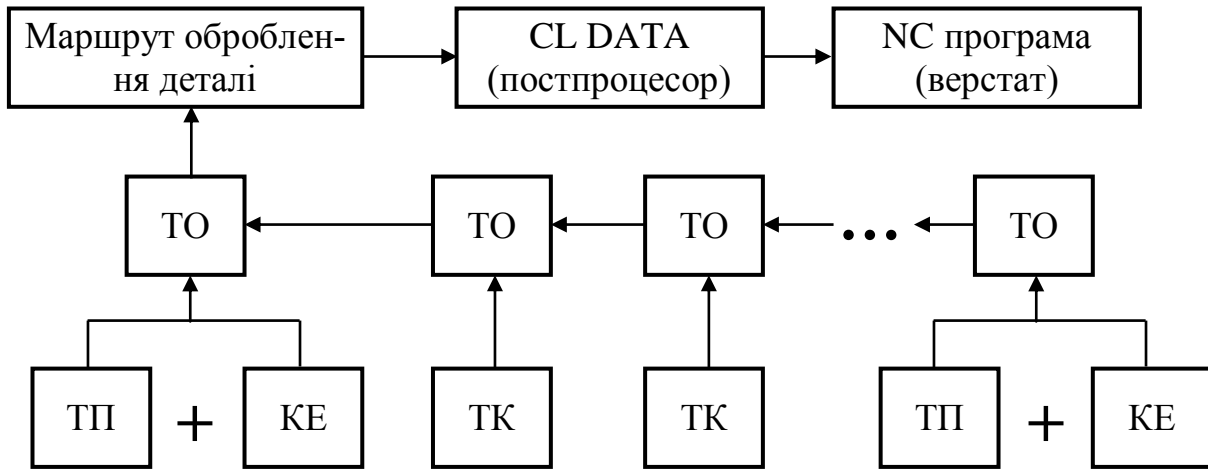 Маршрут оброблен-
ня деталі
CL DATA
(постпроцесор)
NC програма
(верстат)
ТО
ТО
ТО
...
ТО
ТП + КЕ
ТК
ТК
ТП + КЕ